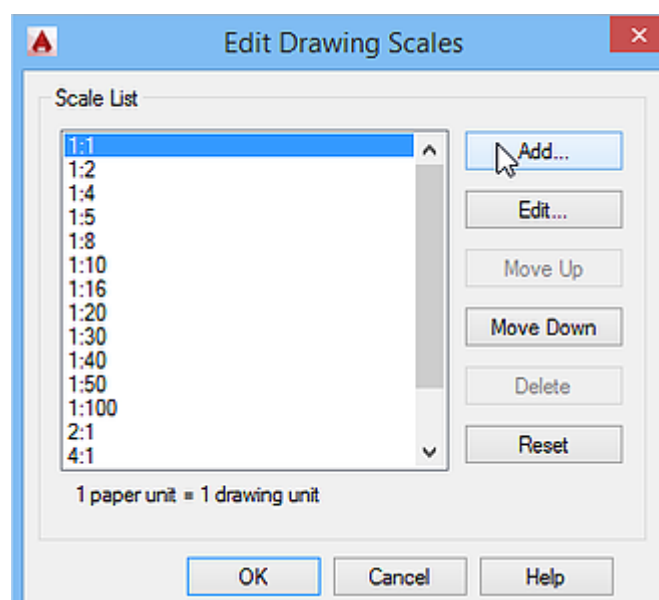 Edit Drawing Scales
Scale List
1:1
1:2
1:4
1:5
1:8
1:10
1:16
1:20
1:30
1:40
1:50
1:100
2:1
4:1
Add...
Edit...
Move Up
Move Down
Delete
Reset
1 paper unit = 1 drawing unit
OK
Cancel
Help